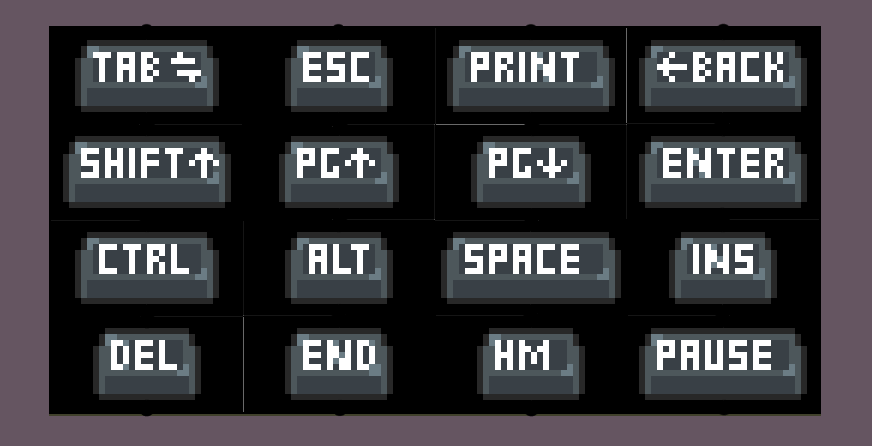 TAB ⇆ ESC PRINT ←BACK
SHIFT↑ PG↑ PG↓ ENTER
CTRL ALT SPACE INS
DEL END HM PAUSE